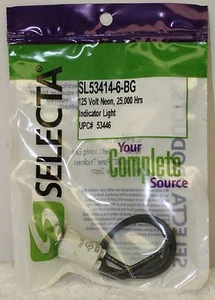 SELECTA
SL53414-6-BG
125 Volt Neon, 25,000 Hrs
Indicator Light
UPC# 53446
Your
Complete
Source